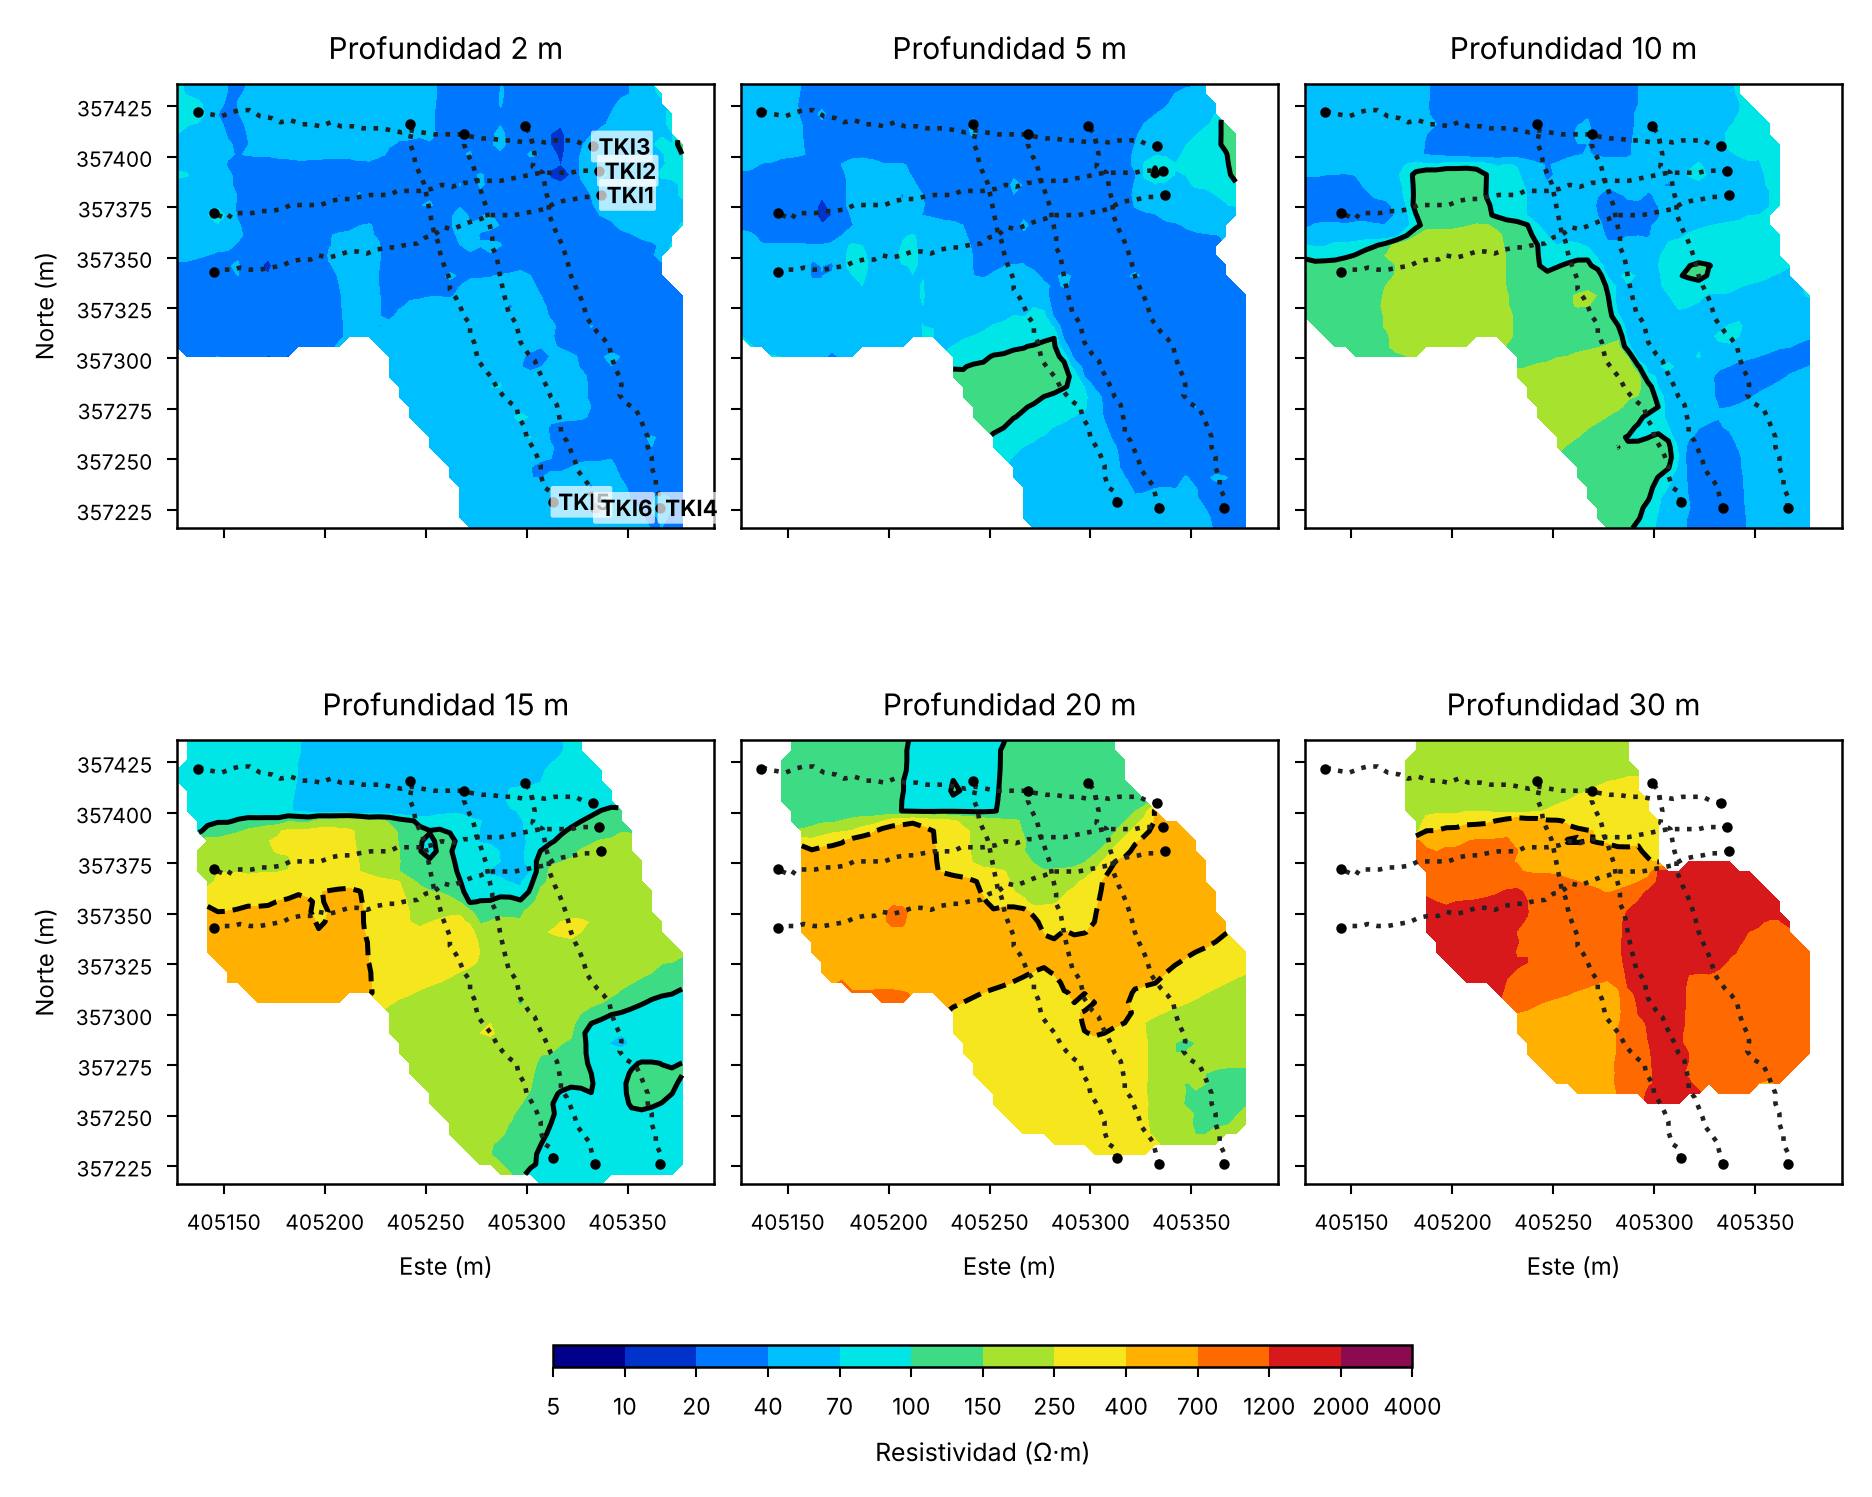 Profundidad 2 m
Profundidad 5 m
Profundidad 10 m
357425
357400
357375
357350
357325
357300
357275
357250
357225
Norte (m)
TKI3
TKI2
TKI1
TKI5
TKI6
TKI4
Profundidad 15 m
Profundidad 20 m
Profundidad 30 m
357425
357400
357375
357350
357325
357300
357275
357250
357225
Norte (m)
405150 405200 405250 405300 405350
405150 405200 405250 405300 405350
405150 405200 405250 405300 405350
Este (m)
Este (m)
Este (m)
5 10 20 40 70 100 150 250 400 700 1200 2000 4000
Resistividad (Ω·m)